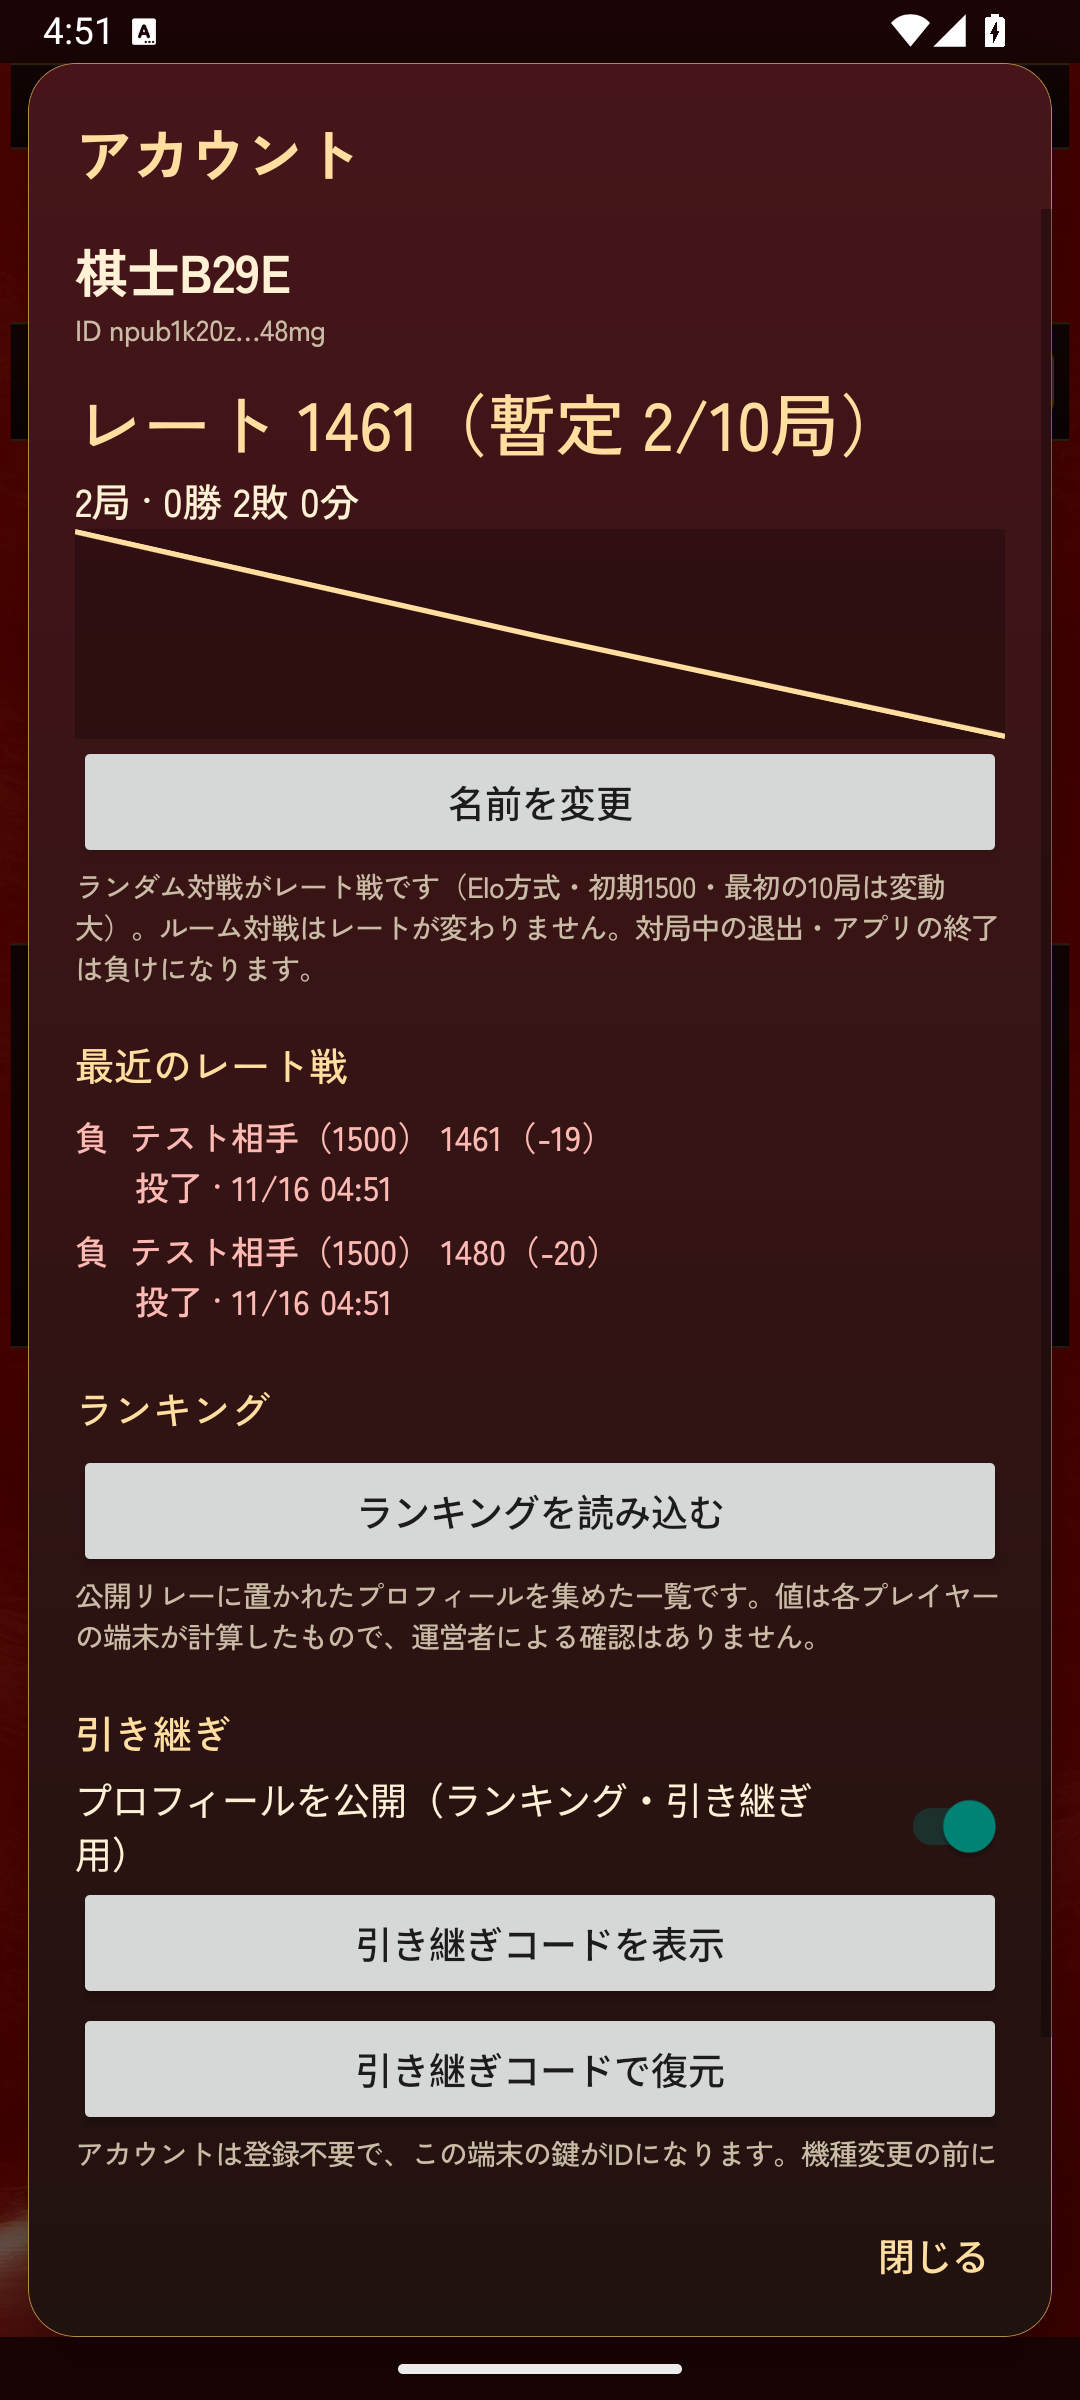 4:51
アカウント
棋士B29E
ID npub1k20z…48mg
レート 1461（暫定 2/10局）
2局 · 0勝 2敗 0分
名前を変更
ランダム対戦がレート戦です（Elo方式・初期1500・最初の10局は変動
大）。ルーム対戦はレートが変わりません。対局中の退出・アプリの終了
は負けになります。
最近のレート戦
負 テスト相手（1500） 1461（-19）
投了 · 11/16 04:51
負 テスト相手（1500） 1480（-20）
投了 · 11/16 04:51
ランキング
ランキングを読み込む
公開リレーに置かれたプロフィールを集めた一覧です。値は各プレイヤー
の端末が計算したもので、運営者による確認はありません。
引き継ぎ
プロフィールを公開（ランキング・引き継ぎ
用）
引き継ぎコードを表示
引き継ぎコードで復元
アカウントは登録不要で、この端末の鍵がIDになります。機種変更の前に
閉じる